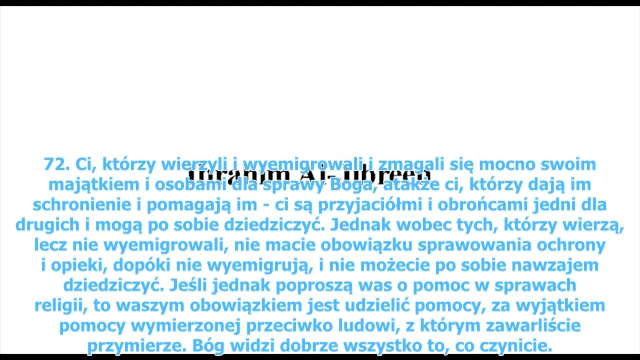 72. Ci, którzy wierzyli i wyemigrowali i zmagali się mocno swoim
Ibrahim Al-Jibreen
majątkiem i osobami dla sprawy Boga, atakże ci, którzy dają im
schronienie i pomagają im - ci są przyjaciółmi i obrońcami jedni dla
drugich i mogą po sobie dziedziczyć. Jednak wobec tych, którzy wierzą,
lecz nie wyemigrowali, nie macie obowiązku sprawowania ochrony
i opieki, dopóki nie wyemigrują, i nie możecie po sobie nawzajem
dziedziczyć. Jeśli jednak poproszą was o pomoc w sprawach
religii, to waszym obowiązkiem jest udzielić pomocy, za wyjątkiem
pomocy wymierzonej przeciwko ludowi, z którym zawarliście
przymierze. Bóg widzi dobrze wszystko to, co czynicie.